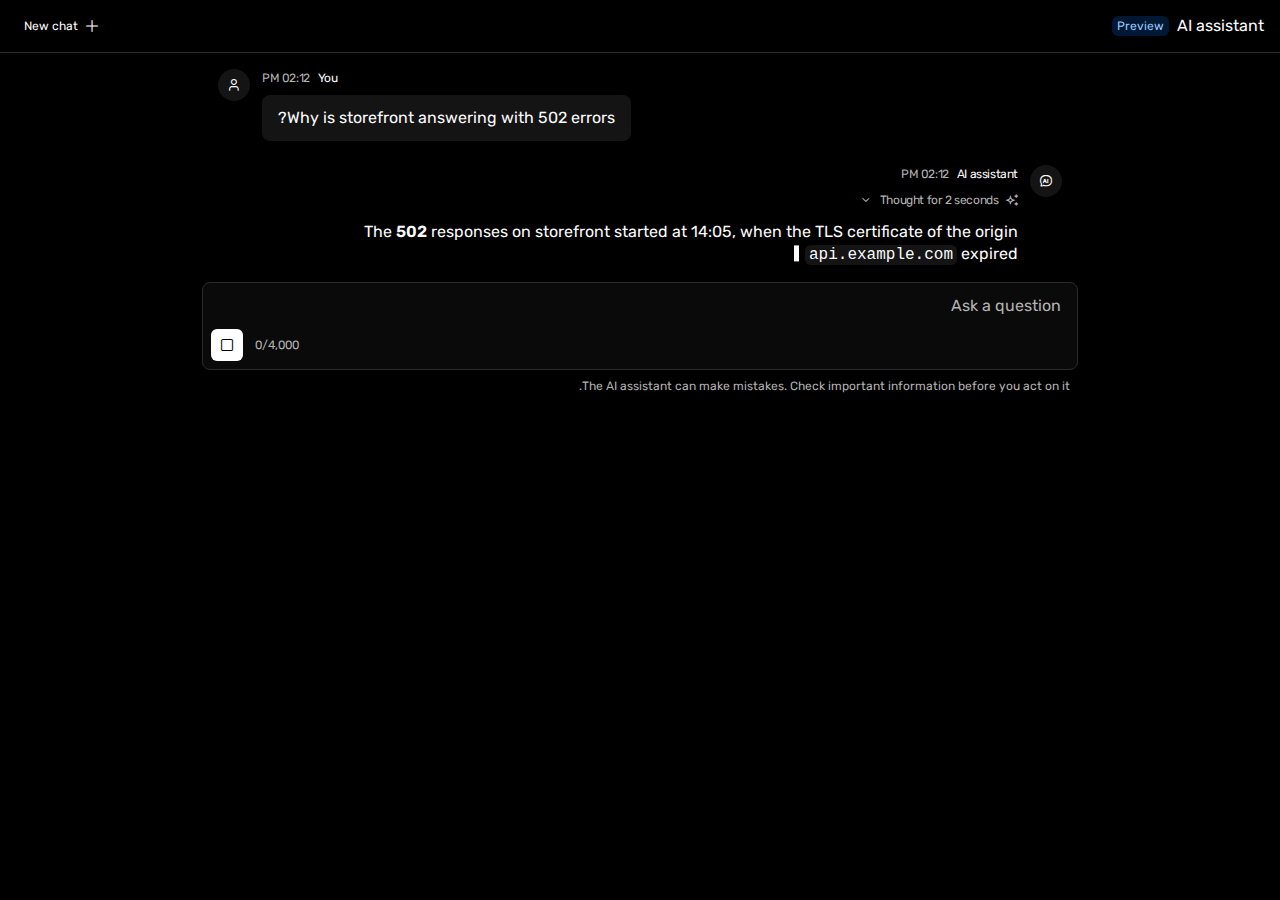 AI assistant Preview
New chat
You 02:12 PM
Why is storefront answering with 502 errors?
AI assistant 02:12 PM
Thought for 2 seconds
The 502 responses on storefront started at 14:05, when the TLS certificate of the origin
api.example.com expired
Ask a question
0/4,000
The AI assistant can make mistakes. Check important information before you act on it.